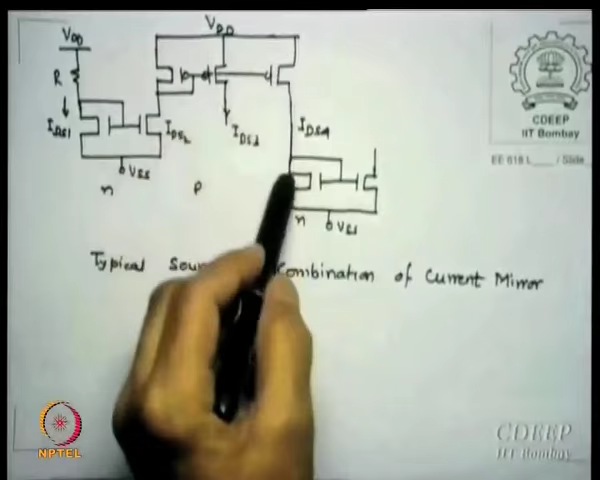 VDD
VDD
R
IDS1
IDS2
IDS3
IDS4
VSS
n
p
n
VSS
Typical Sou Combination of Current Mirror
CDEEP
IIT Bombay
EE 618 L____ / Slide
NPTEL
CDEEP
IIT Bombay